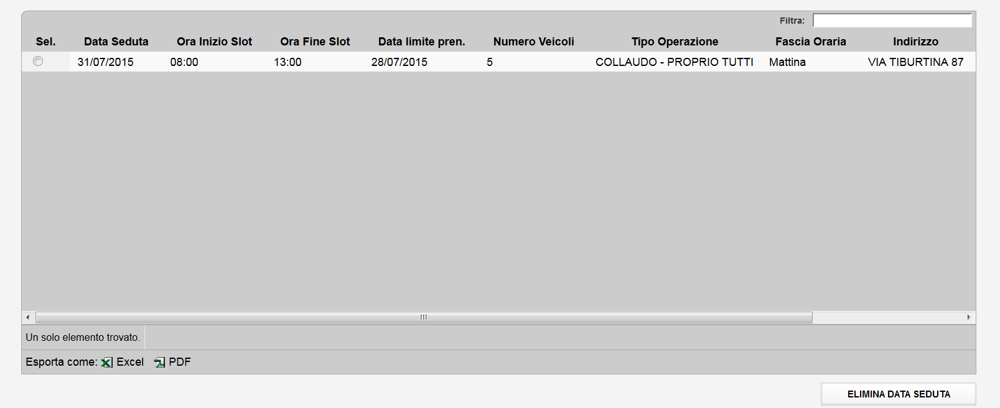 Filtra:
Sel. Data Seduta Ora Inizio Slot Ora Fine Slot Data limite pren. Numero Veicoli Tipo Operazione Fascia Oraria Indirizzo
31/07/2015 08:00 13:00 28/07/2015 5 COLLAUDO - PROPRIO TUTTI Mattina VIA TIBURTINA 87
Un solo elemento trovato.
Esporta come: Excel PDF
ELIMINA DATA SEDUTA